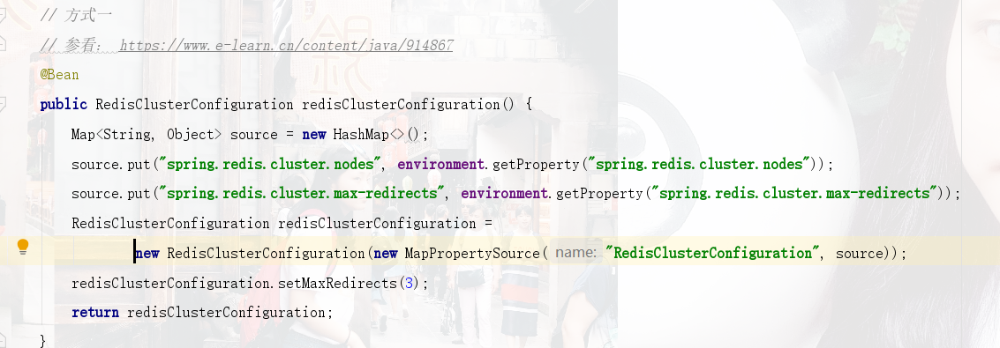 // 方式一
// 参看： https://www.e-learn.cn/content/java/914867
@Bean
public RedisClusterConfiguration redisClusterConfiguration() {
    Map<String, Object> source = new HashMap<>();
    source.put("spring.redis.cluster.nodes", environment.getProperty("spring.redis.cluster.nodes"));
    source.put("spring.redis.cluster.max-redirects", environment.getProperty("spring.redis.cluster.max-redirects"));
    RedisClusterConfiguration redisClusterConfiguration =
            new RedisClusterConfiguration(new MapPropertySource( name: "RedisClusterConfiguration", source));
    redisClusterConfiguration.setMaxRedirects(3);
    return redisClusterConfiguration;
}